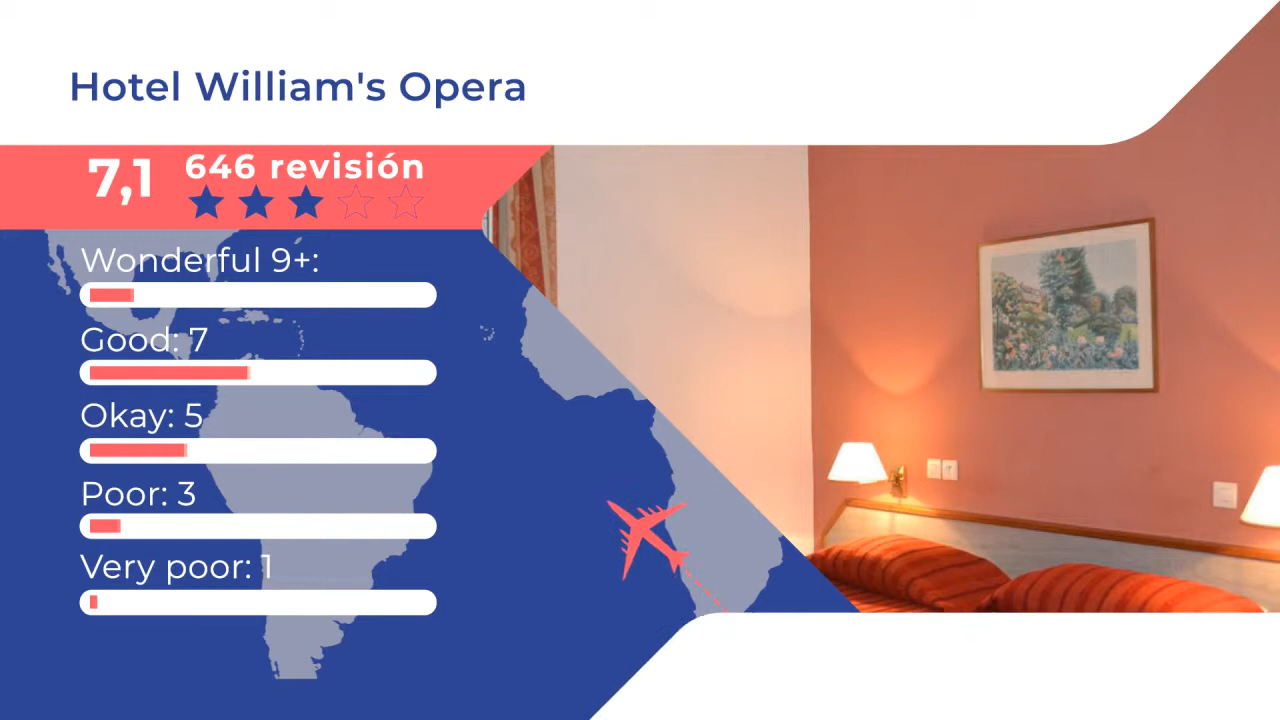 Hotel William's Opera
7,1
646 revisión
Wonderful 9+:
Good: 7
Okay: 5
Poor: 3
Very poor: 1